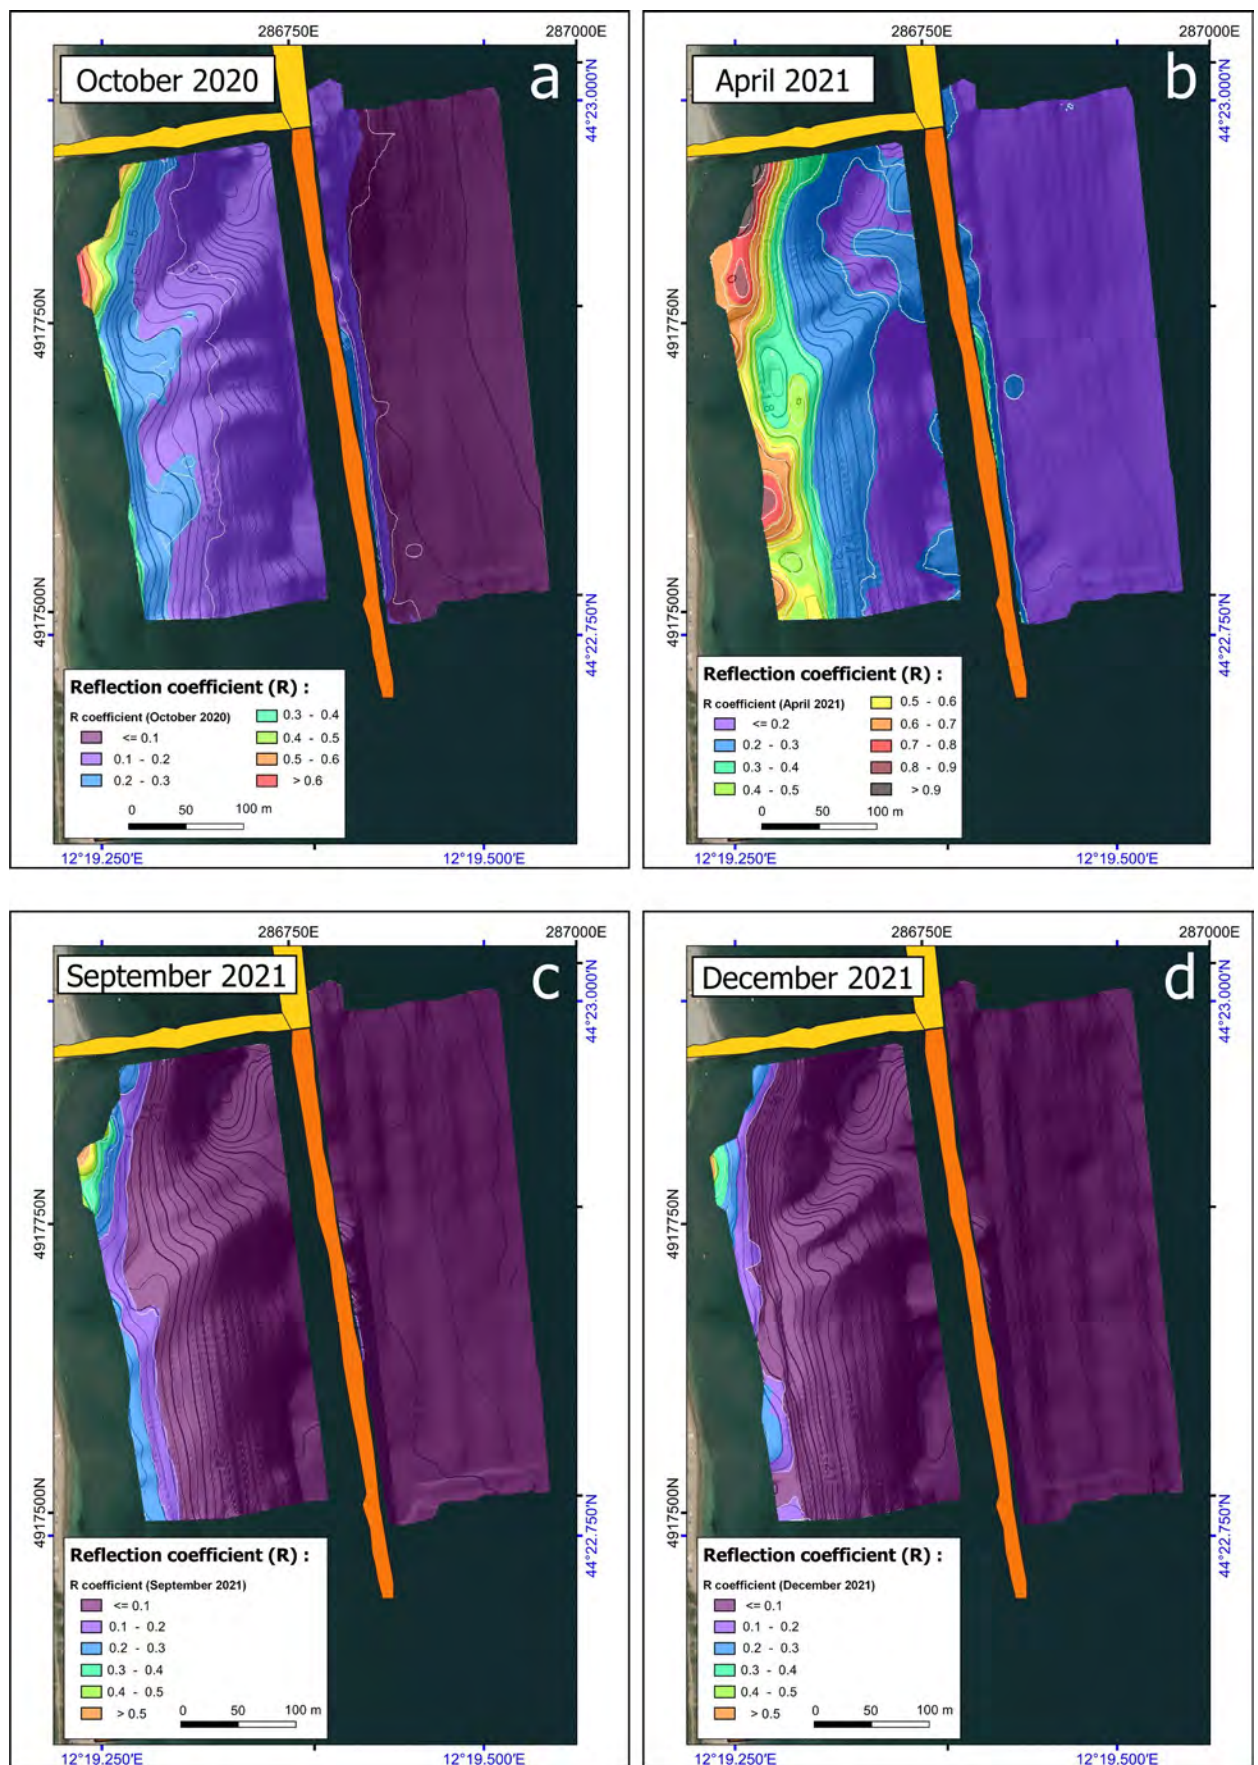 286750E 287000E
October 2020
a
44°23.000'N
4917750N
4917500N
44°22.750'N
1.5
Reflection coefficient (R) :
R coefficient (October 2020)
<= 0.1
0.1 - 0.2
0.2 - 0.3
0.3 - 0.4
0.4 - 0.5
0.5 - 0.6
> 0.6
0 50 100 m
12°19.250'E 12°19.500'E
286750E 287000E
April 2021
b
44°23.000'N
4917750N
4917500N
44°22.750'N
1.8
Reflection coefficient (R) :
R coefficient (April 2021)
<= 0.2
0.2 - 0.3
0.3 - 0.4
0.4 - 0.5
0.5 - 0.6
0.6 - 0.7
0.7 - 0.8
0.8 - 0.9
> 0.9
0 50 100 m
12°19.250'E 12°19.500'E
286750E 287000E
September 2021
c
44°23.000'N
4917750N
4917500N
44°22.750'N
Reflection coefficient (R) :
R coefficient (September 2021)
<= 0.1
0.1 - 0.2
0.2 - 0.3
0.3 - 0.4
0.4 - 0.5
> 0.5
0 50 100 m
12°19.250'E 12°19.500'E
286750E 287000E
December 2021
d
44°23.000'N
4917750N
4917500N
44°22.750'N
Reflection coefficient (R) :
R coefficient (December 2021)
<= 0.1
0.1 - 0.2
0.2 - 0.3
0.3 - 0.4
0.4 - 0.5
> 0.5
0 50 100 m
12°19.250'E 12°19.500'E